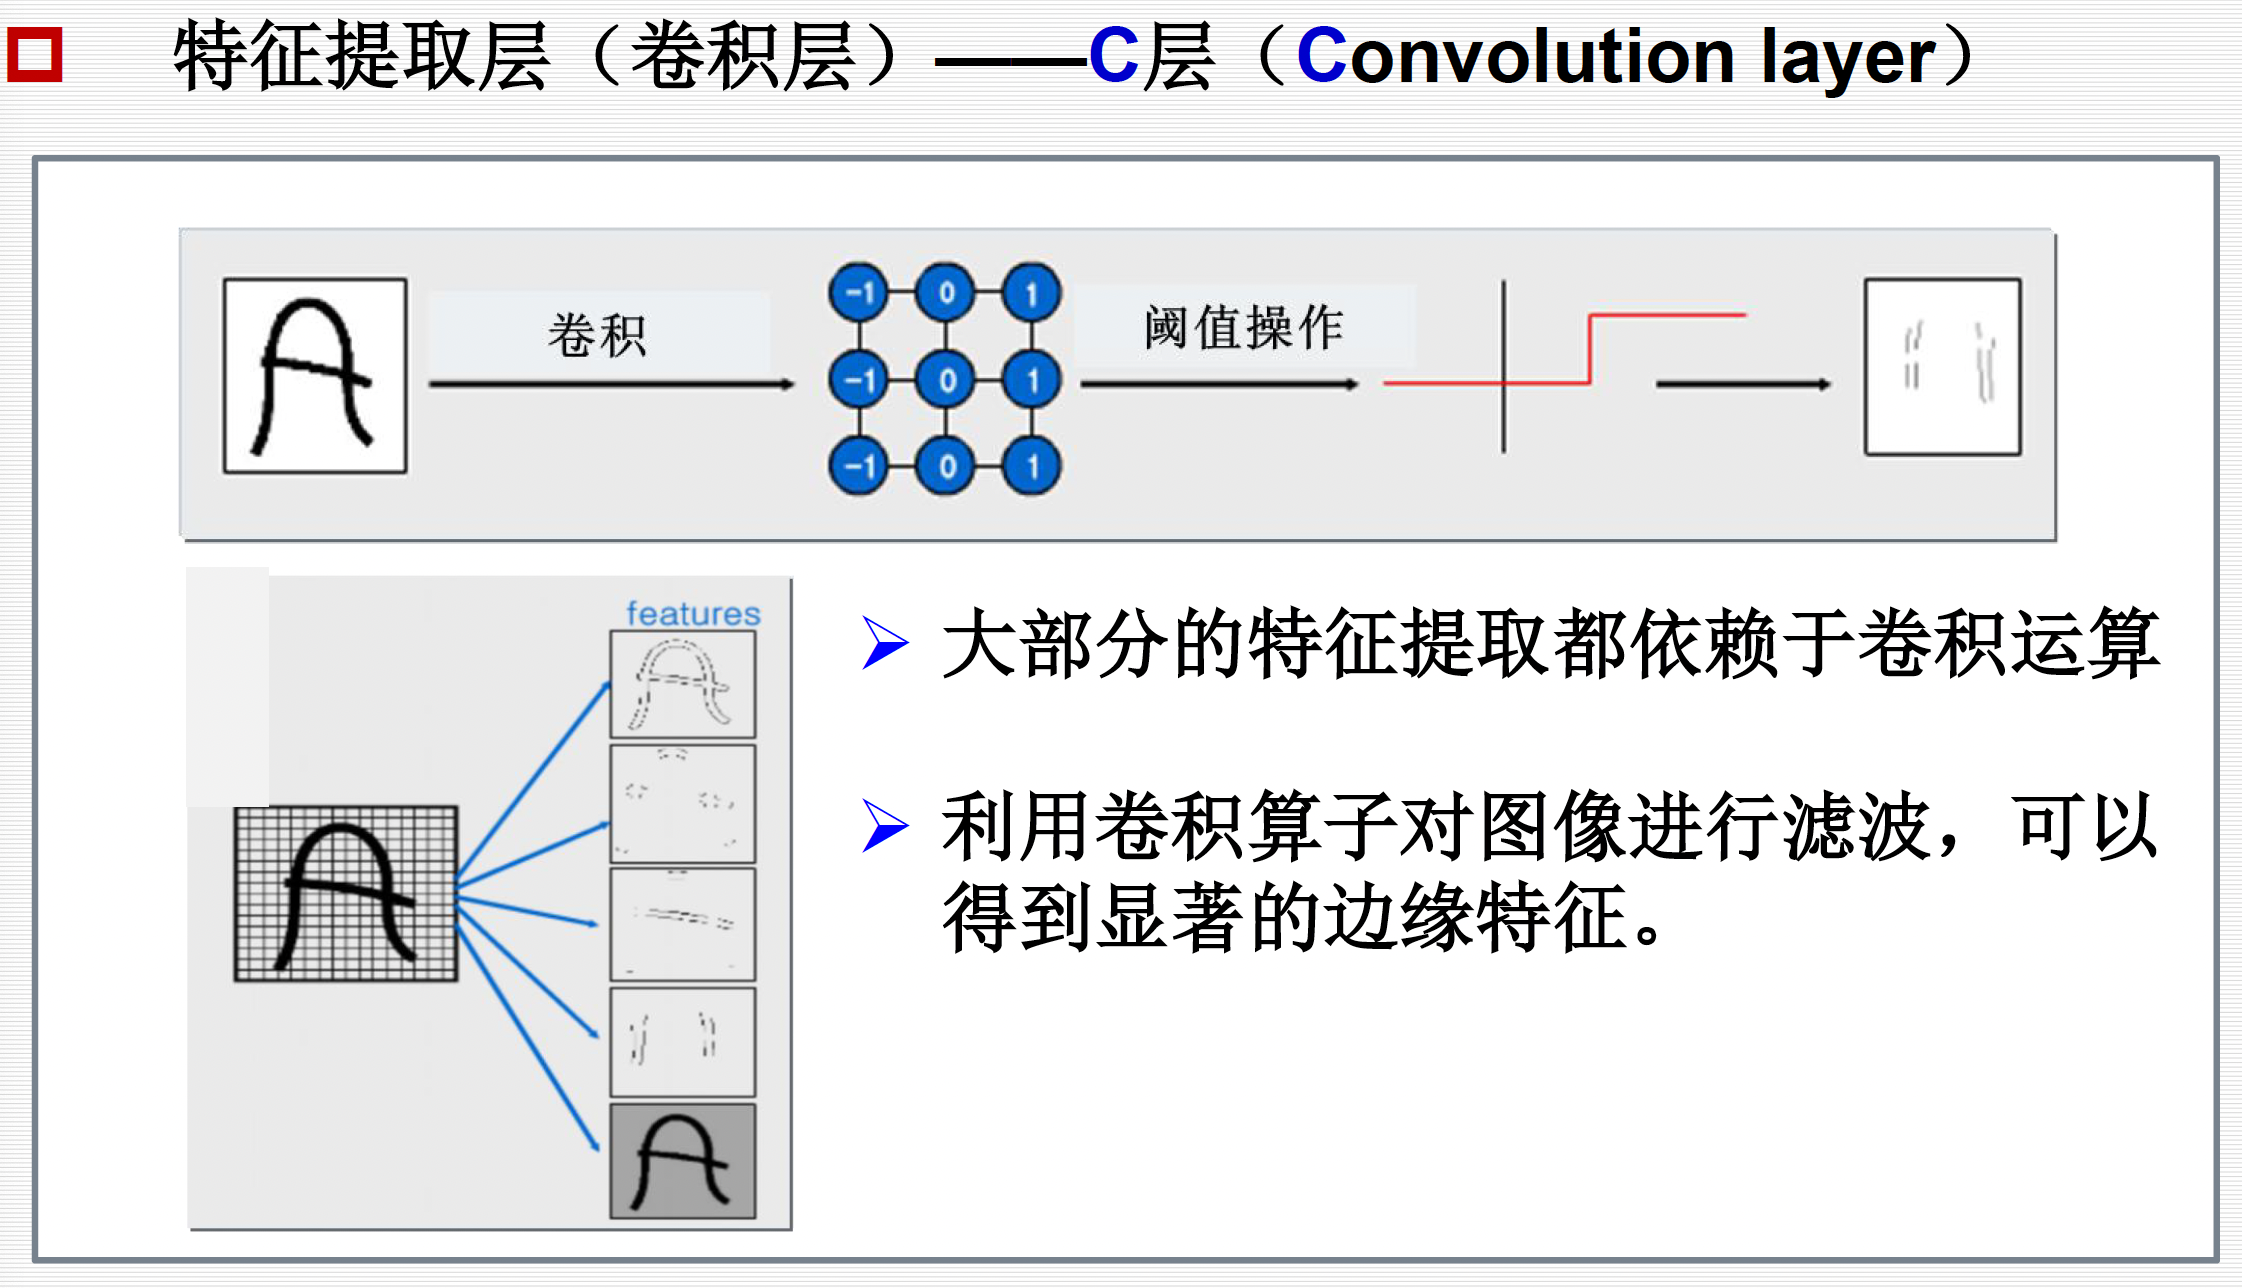 特征提取层（卷积层）——C层（Convolution layer）
卷积
-1 0 1
-1 0 1
-1 0 1
阈值操作
features
大部分的特征提取都依赖于卷积运算
利用卷积算子对图像进行滤波，可以
得到显著的边缘特征。